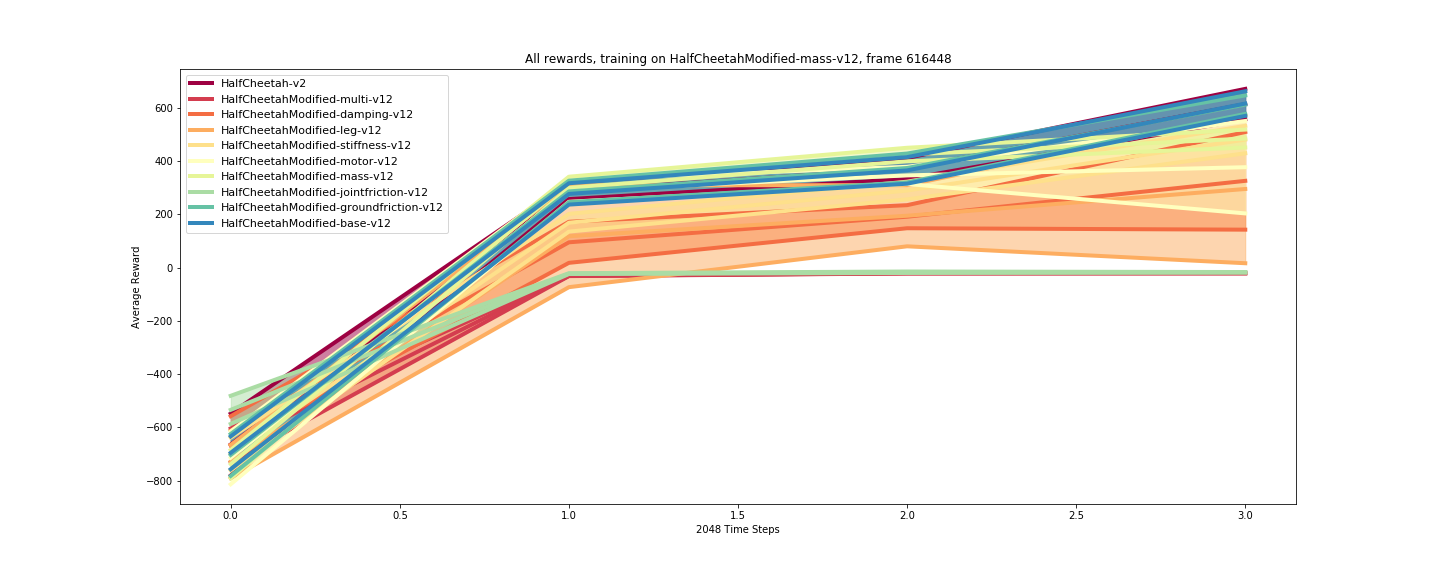 All rewards, training on HalfCheetahModified-mass-v12, frame 616448
HalfCheetah-v2
HalfCheetahModified-multi-v12
HalfCheetahModified-damping-v12
HalfCheetahModified-leg-v12
HalfCheetahModified-stiffness-v12
HalfCheetahModified-motor-v12
HalfCheetahModified-mass-v12
HalfCheetahModified-jointfriction-v12
HalfCheetahModified-groundfriction-v12
HalfCheetahModified-base-v12
Average Reward
600
400
200
0
−200
−400
−600
−800
0.0 0.5 1.0 1.5 2.0 2.5 3.0
2048 Time Steps